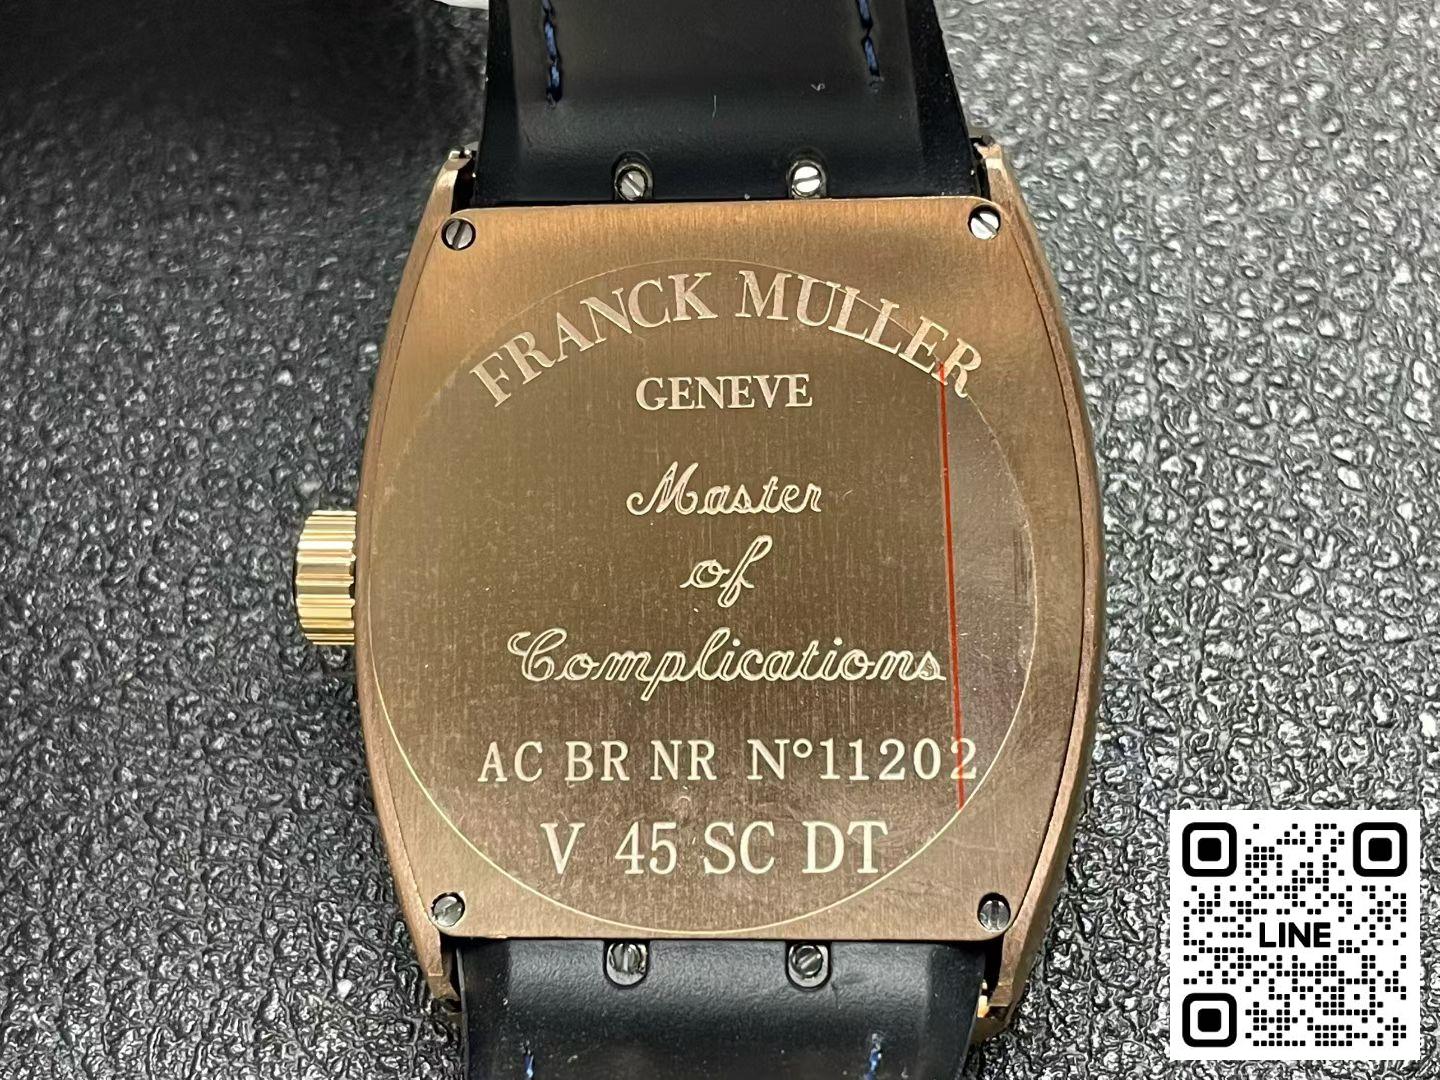 FRANCK MULLER
GENEVE
Master
of
Complications
AC BR NR N°11202
V 45 SC DT
LINE